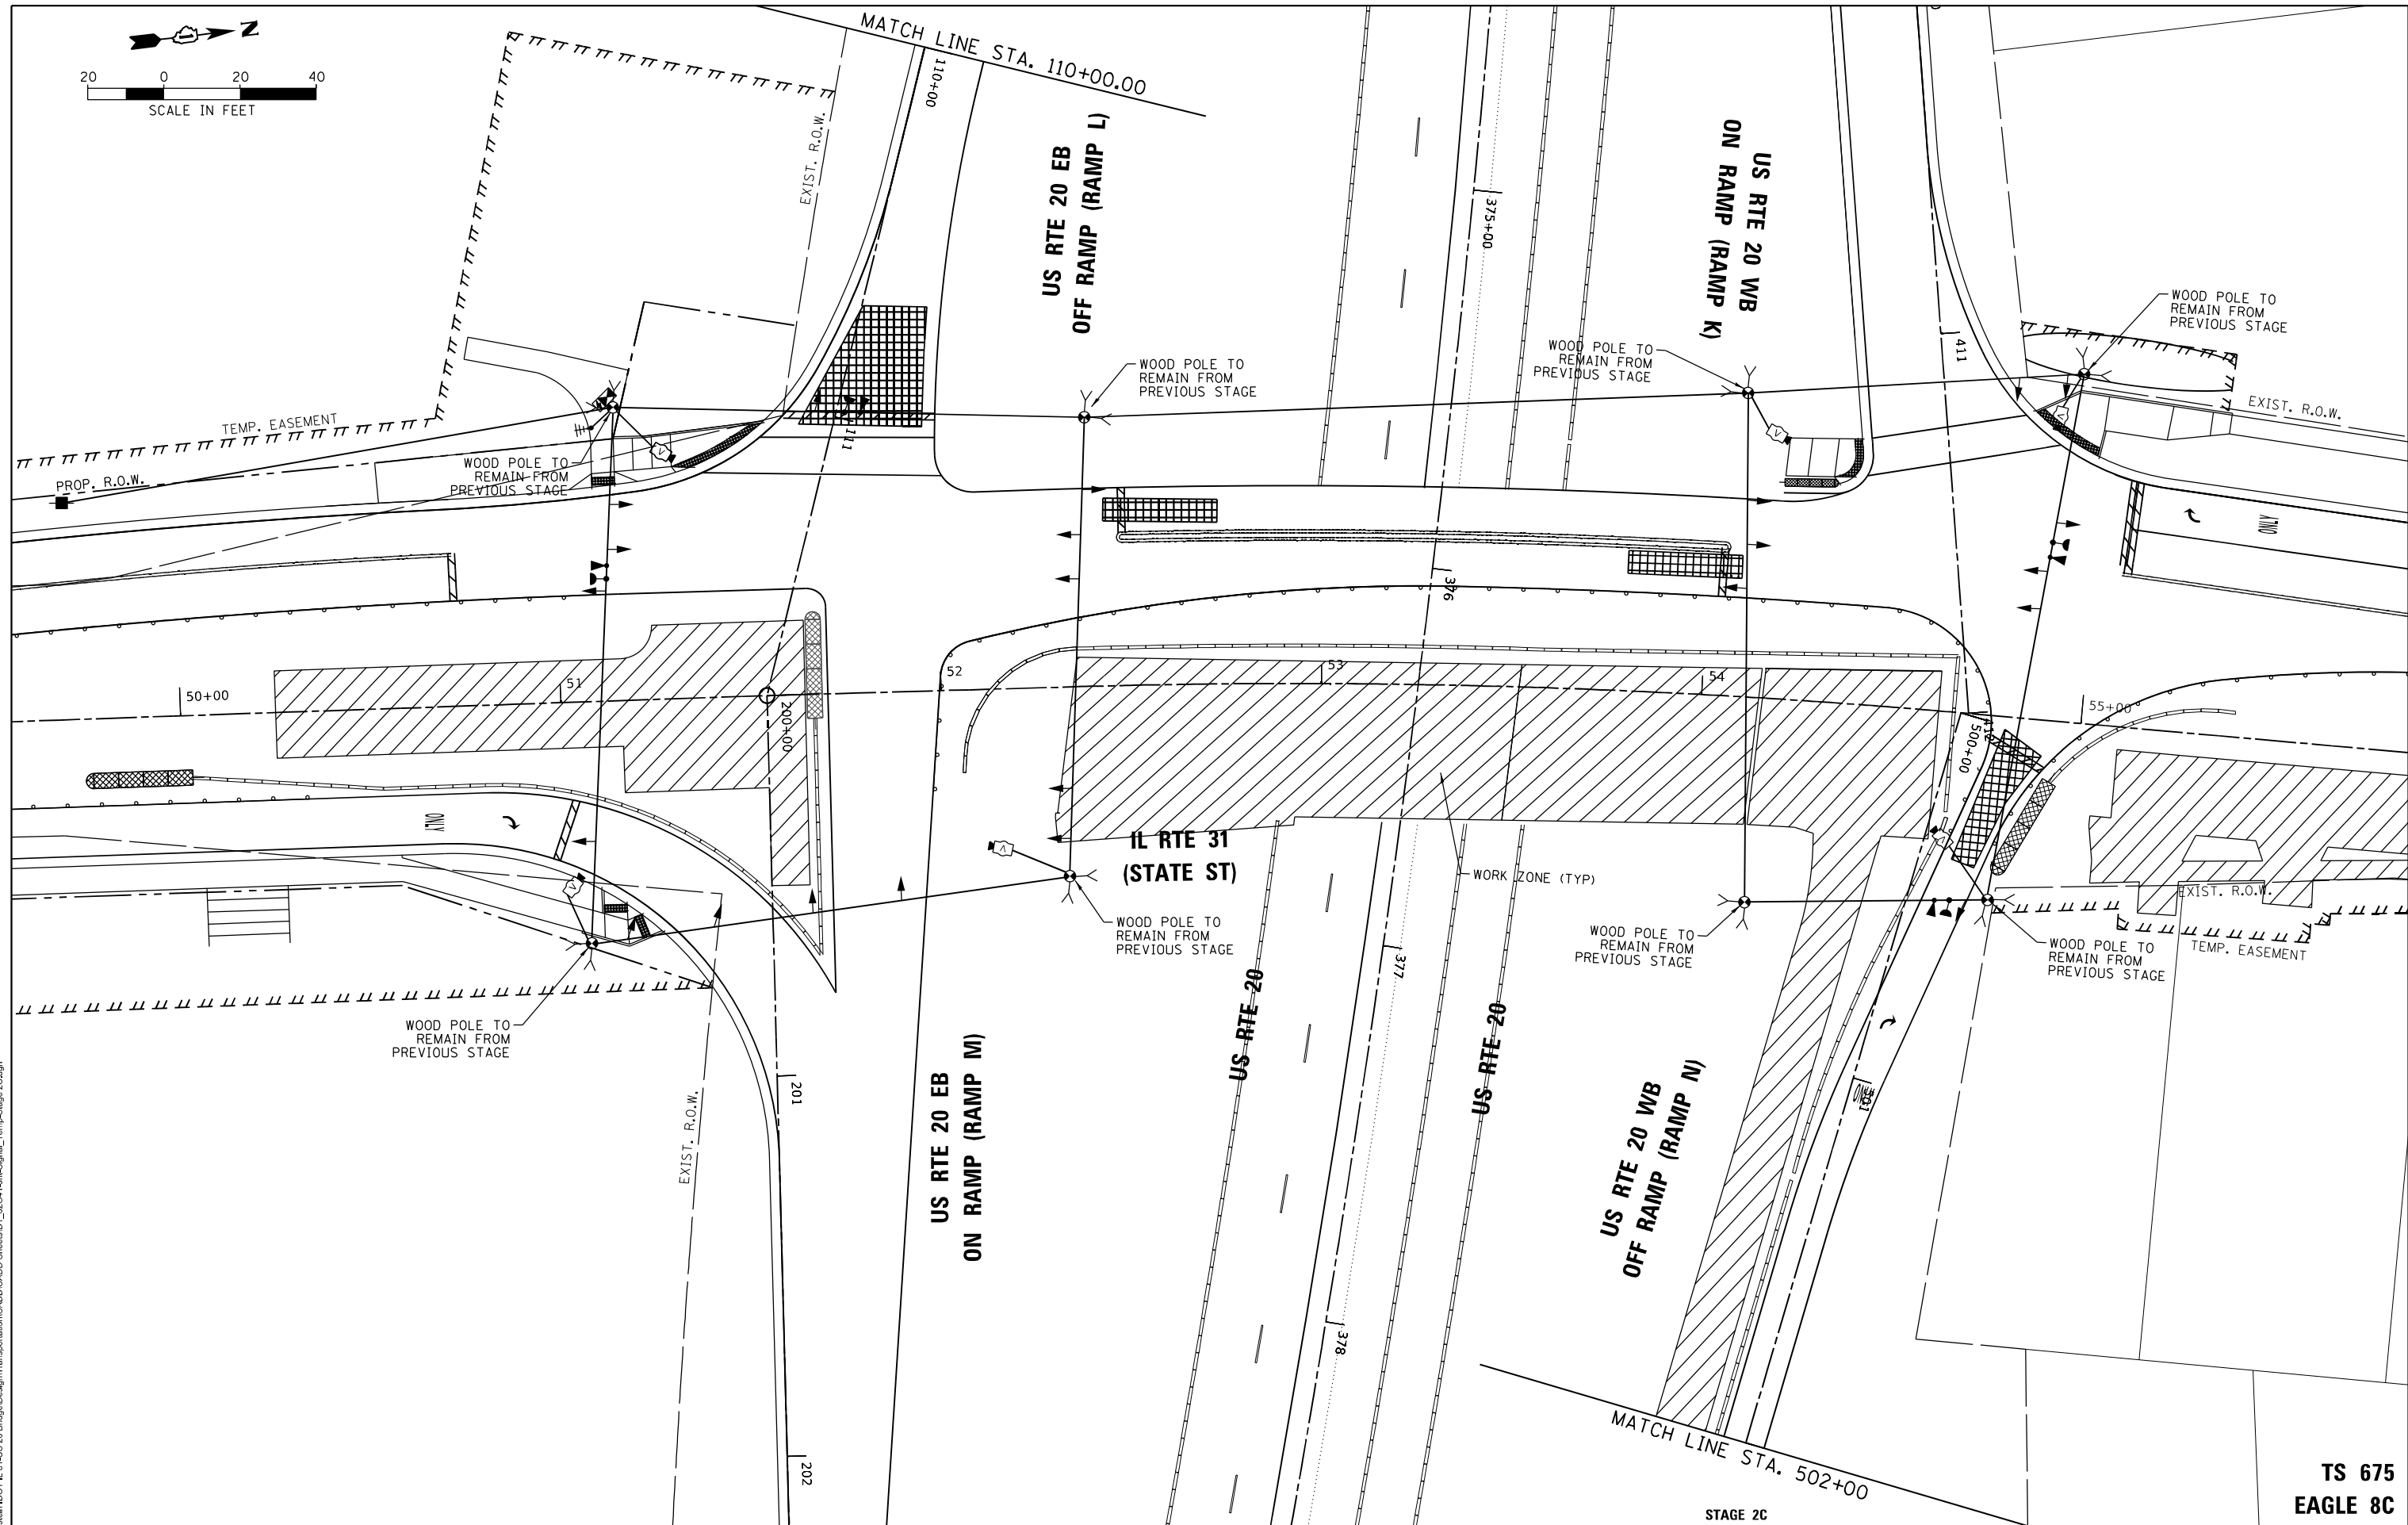 MATCH LINE STA. 110+00.00
N
20 0 20 40
SCALE IN FEET
110+00
EXIST. R.O.W.
US RTE 20 EB
OFF RAMP (RAMP L)
375+00
US RTE 20 WB
ON RAMP (RAMP K)
411
WOOD POLE TO
REMAIN FROM
PREVIOUS STAGE
WOOD POLE TO
REMAIN FROM
PREVIOUS STAGE
WOOD POLE TO
REMAIN FROM
PREVIOUS STAGE
EXIST. R.O.W.
TEMP. EASEMENT
111
WOOD POLE TO
REMAIN FROM
PREVIOUS STAGE
PROP. R.O.W.
V
V
V
ONLY
376
50+00
51
200+00
52
53
54
412
500+00
55+00
ONLY
V
V
V
IL RTE 31
(STATE ST)
WORK ZONE (TYP)
EXIST. R.O.W.
WOOD POLE TO
REMAIN FROM
PREVIOUS STAGE
WOOD POLE TO
REMAIN FROM
PREVIOUS STAGE
WOOD POLE TO
REMAIN FROM
PREVIOUS STAGE
TEMP. EASEMENT
377
WOOD POLE TO
REMAIN FROM
PREVIOUS STAGE
US RTE 20
US RTE 20
201
EXIST. R.O.W.
US RTE 20 EB
ON RAMP (RAMP M)
US RTE 20 WB
OFF RAMP (RAMP N)
501
378
MATCH LINE STA. 502+00
202
STAGE 2C
TS 675
EAGLE 8C